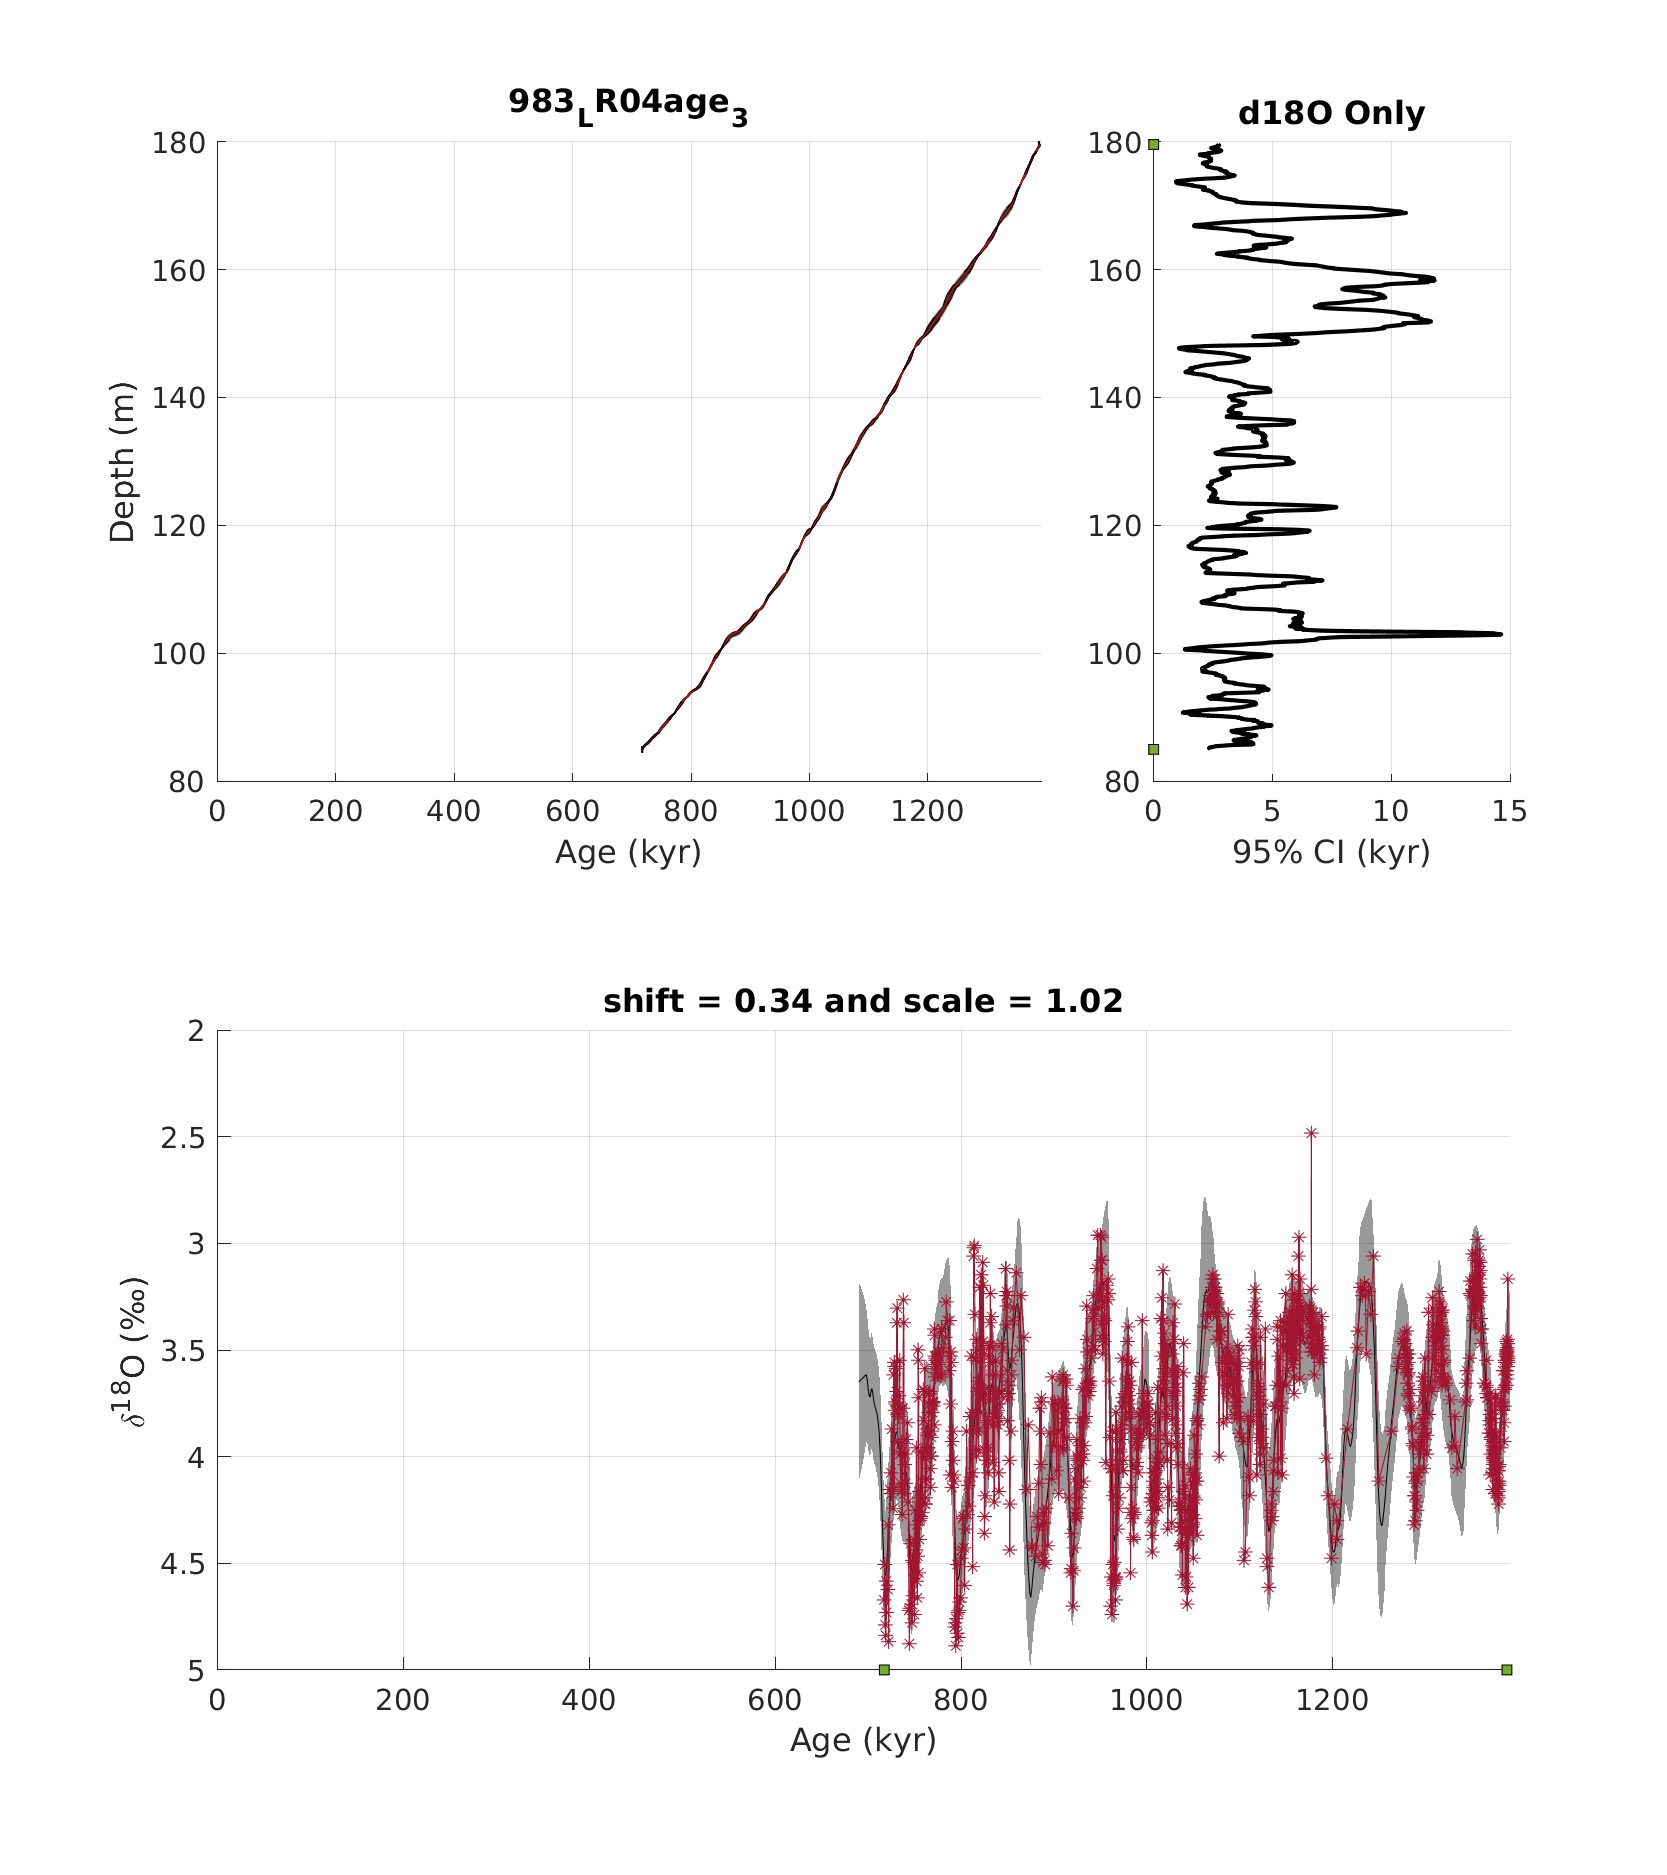 983LR04age3
d18O Only
180
160
140
120
100
80
Depth (m)
0 200 400 600 800 1000 1200
Age (kyr)
180
160
140
120
100
80
0 5 10 15
95% CI (kyr)
shift = 0.34 and scale = 1.02
2
2.5
3
3.5
4
4.5
5
δ18O (‰)
0 200 400 600 800 1000 1200
Age (kyr)